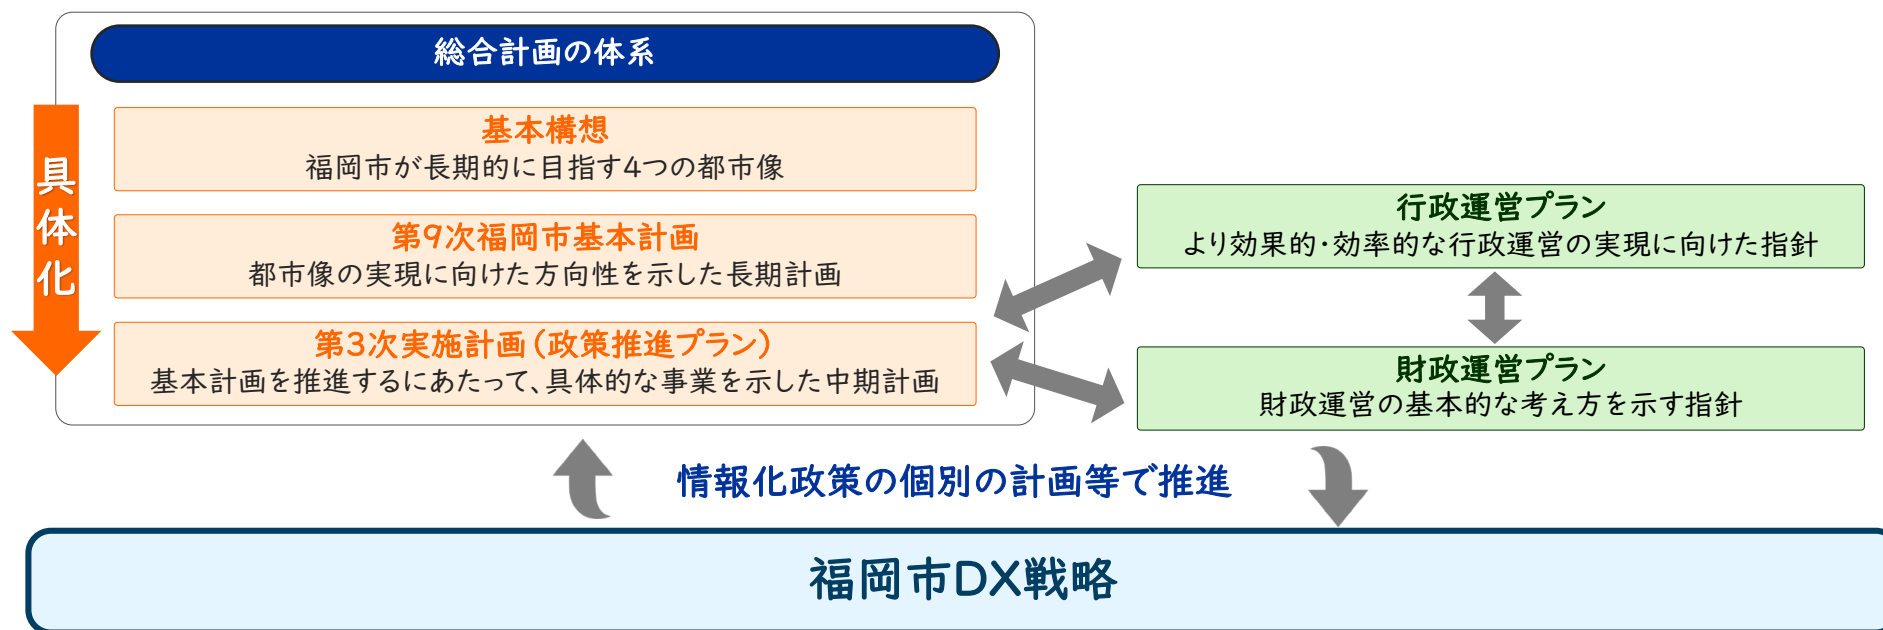 総合計画の体系
具体化
基本構想
福岡市が長期的に目指す4つの都市像
第9次福岡市基本計画
都市像の実現に向けた方向性を示した長期計画
第3次実施計画(政策推進プラン)
基本計画を推進するにあたって、具体的な事業を示した中期計画
行政運営プラン
より効果的・効率的な行政運営の実現に向けた指針
財政運営プラン
財政運営の基本的な考え方を示す指針
情報化政策の個別の計画等で推進
福岡市DX戦略